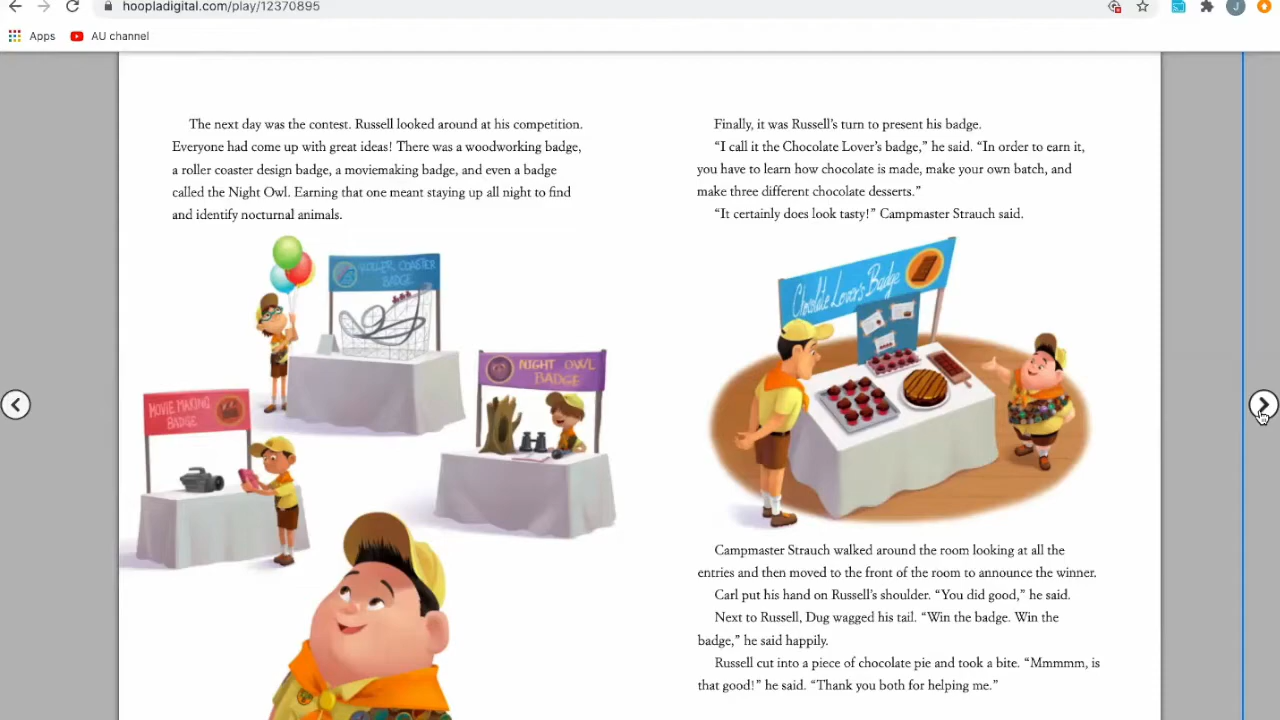 hoopladigital.com/play/12370895
J
Apps
AU channel
The next day was the contest. Russell looked around at his competition.
Everyone had come up with great ideas! There was a woodworking badge,
a roller coaster design badge, a moviemaking badge, and even a badge
called the Night Owl. Earning that one meant staying up all night to find
and identify nocturnal animals.
ROLLER COASTER
BADGE
NIGHT OWL
BADGE
MOVIE MAKING
BADGE
Finally, it was Russell’s turn to present his badge.
“I call it the Chocolate Lover’s badge,” he said. “In order to earn it,
you have to learn how chocolate is made, make your own batch, and
make three different chocolate desserts.”
“It certainly does look tasty!” Campmaster Strauch said.
Chocolate Lover's Badge
Campmaster Strauch walked around the room looking at all the
entries and then moved to the front of the room to announce the winner.
Carl put his hand on Russell’s shoulder. “You did good,” he said.
Next to Russell, Dug wagged his tail. “Win the badge. Win the
badge,” he said happily.
Russell cut into a piece of chocolate pie and took a bite. “Mmmmm, is
that good!” he said. “Thank you both for helping me.”